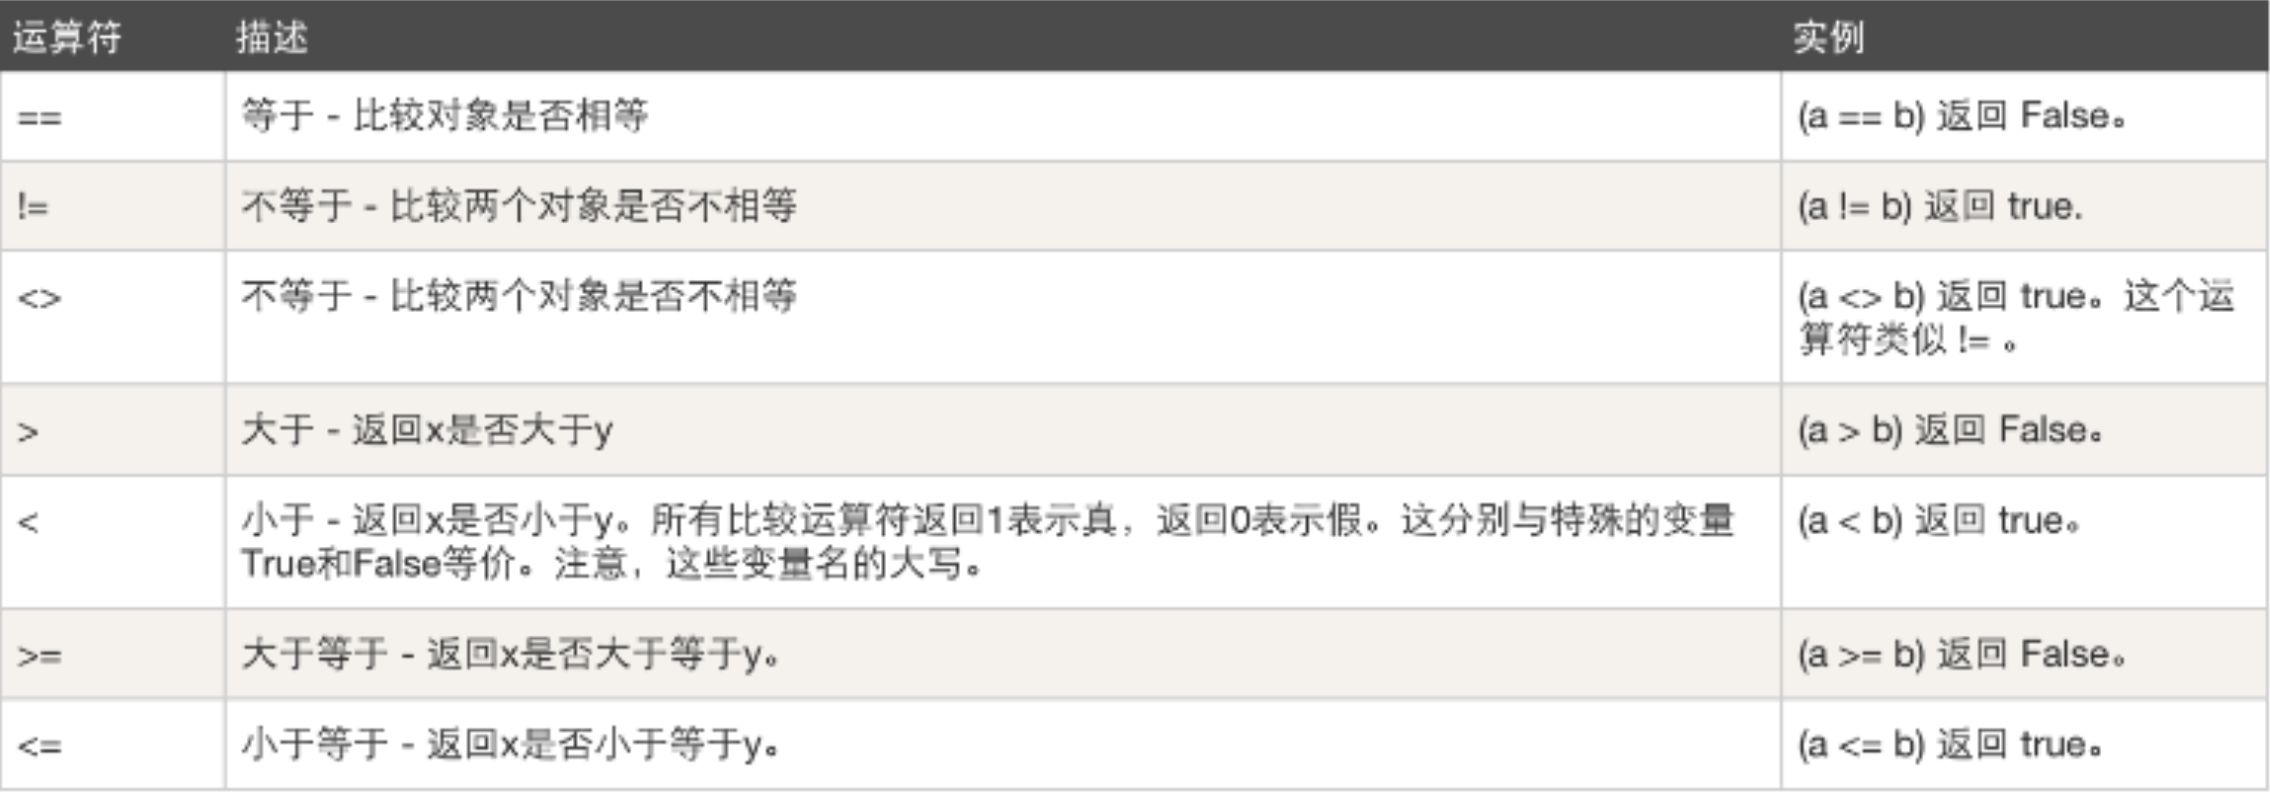 运算符 描述 实例
== 等于 - 比较对象是否相等 (a == b) 返回 False。
!= 不等于 - 比较两个对象是否不相等 (a != b) 返回 true.
<> 不等于 - 比较两个对象是否不相等 (a <> b) 返回 true。这个运
算符类似 != 。
> 大于 - 返回x是否大于y (a > b) 返回 False。
< 小于 - 返回x是否小于y。所有比较运算符返回1表示真，返回0表示假。这分别与特殊的变量 (a < b) 返回 true。
True和False等价。注意，这些变量名的大写。
>= 大于等于 - 返回x是否大于等于y。 (a >= b) 返回 False。
<= 小于等于 - 返回x是否小于等于y。 (a <= b) 返回 true。